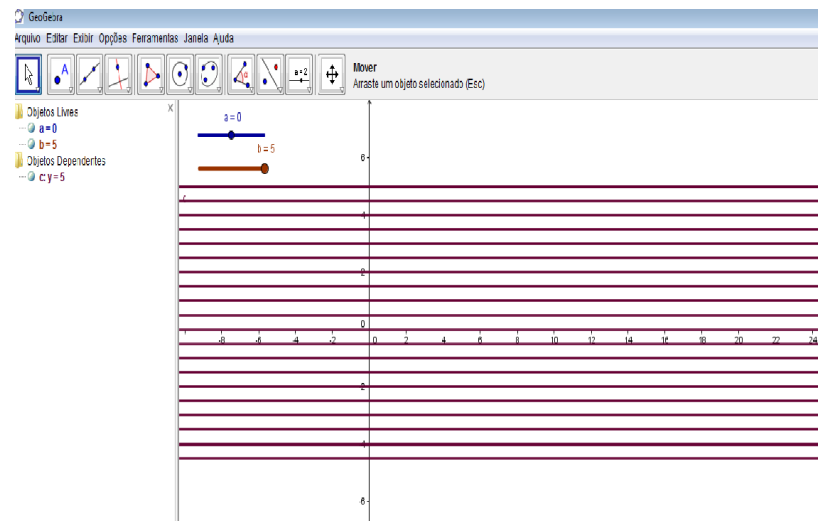 GeoGebra
Arquivo Editar Exibir Opções Ferramentas Janela Ajuda
A
α
a=2
Mover
Arraste um objeto selecionado (Esc)
Objetos Livres
a = 0
b = 5
Objetos Dependentes
c: y = 5
x
a = 0
b = 5
c
6
4
2
0
-8 -6 -4 -2 0 2 4 6 8 10 12 14 16 18 20 22 24
-2
-4
6